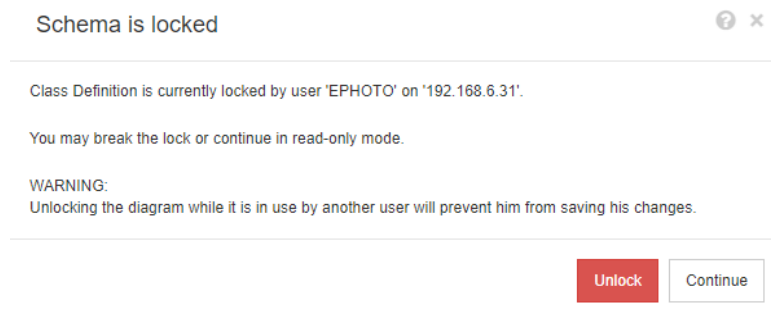 Schema is locked
Class Definition is currently locked by user 'EPHOTO' on '192.168.6.31'.
You may break the lock or continue in read-only mode.
WARNING:
Unlocking the diagram while it is in use by another user will prevent him from saving his changes.
Unlock
Continue